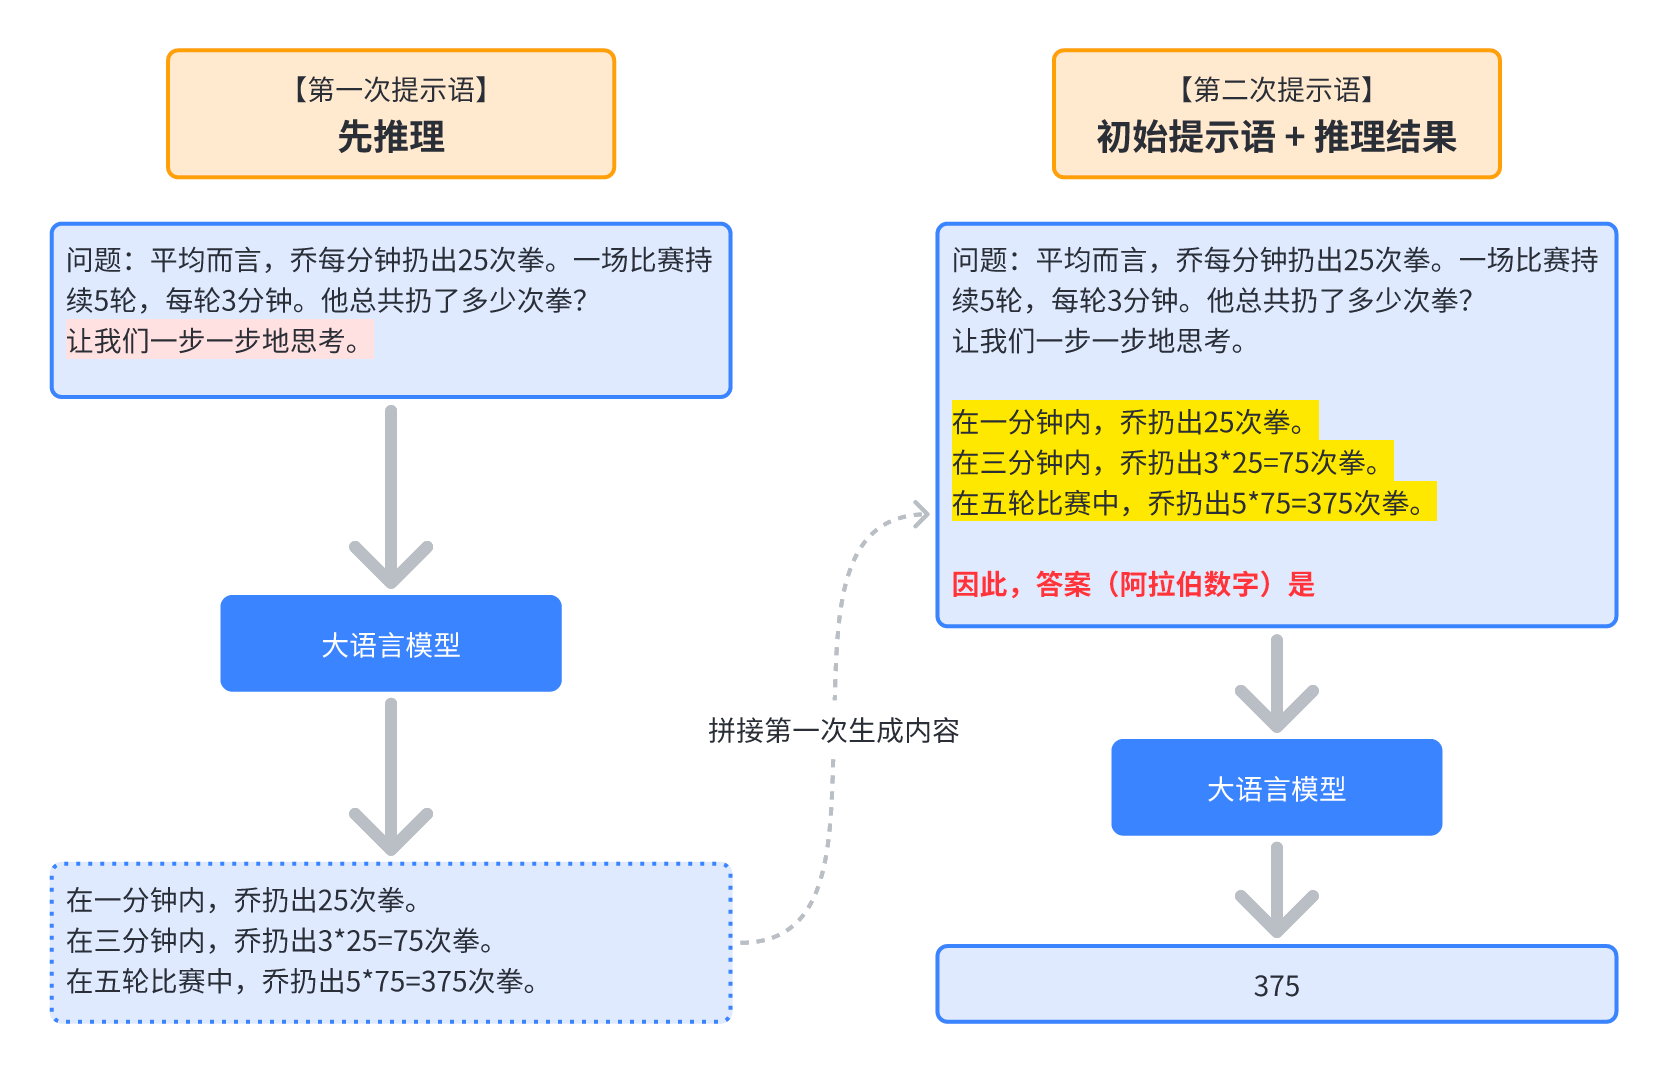 【第一次提示语】
先推理
问题：平均而言，乔每分钟扔出25次拳。一场比赛持
续5轮，每轮3分钟。他总共扔了多少次拳？
让我们一步一步地思考。
大语言模型
在一分钟内，乔扔出25次拳。
在三分钟内，乔扔出3*25=75次拳。
在五轮比赛中，乔扔出5*75=375次拳。
拼接第一次生成内容
【第二次提示语】
初始提示语 + 推理结果
问题：平均而言，乔每分钟扔出25次拳。一场比赛持
续5轮，每轮3分钟。他总共扔了多少次拳？
让我们一步一步地思考。
在一分钟内，乔扔出25次拳。
在三分钟内，乔扔出3*25=75次拳。
在五轮比赛中，乔扔出5*75=375次拳。
因此，答案（阿拉伯数字）是
大语言模型
375